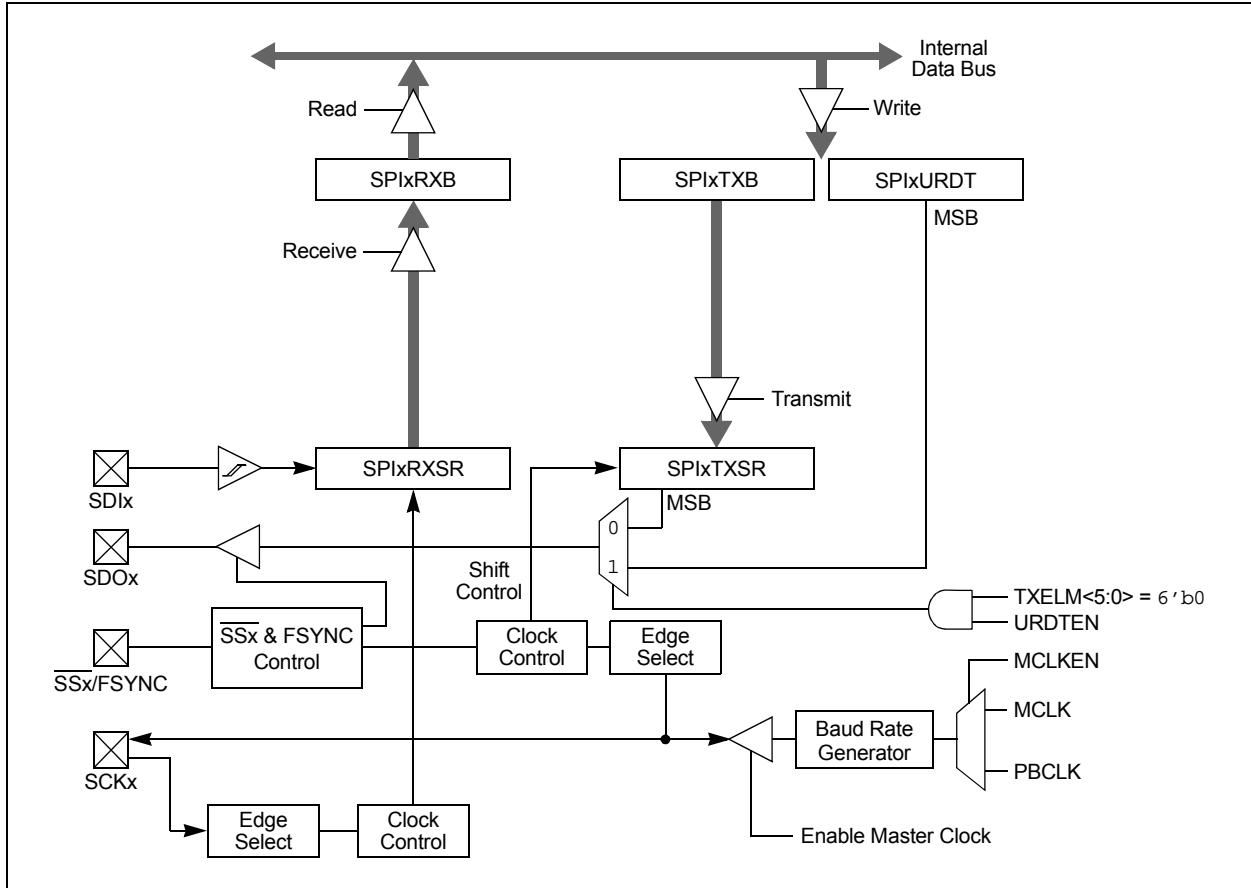 Internal
Data Bus
Read
Write
SPIxRXB
SPIxTXB
SPIxURDT
MSB
Receive
Transmit
SPIxRXSR
SPIxTXSR
SDIx
MSB
0
SDOx
1
Shift
Control
TXELM<5:0> = 6'b0
URDTEN
SSx & FSYNC
Control
Clock
Control
Edge
Select
SSx/FSYNC
MCLKEN
MCLK
Baud Rate
Generator
PBCLK
SCKx
Edge
Select
Clock
Control
Enable Master Clock